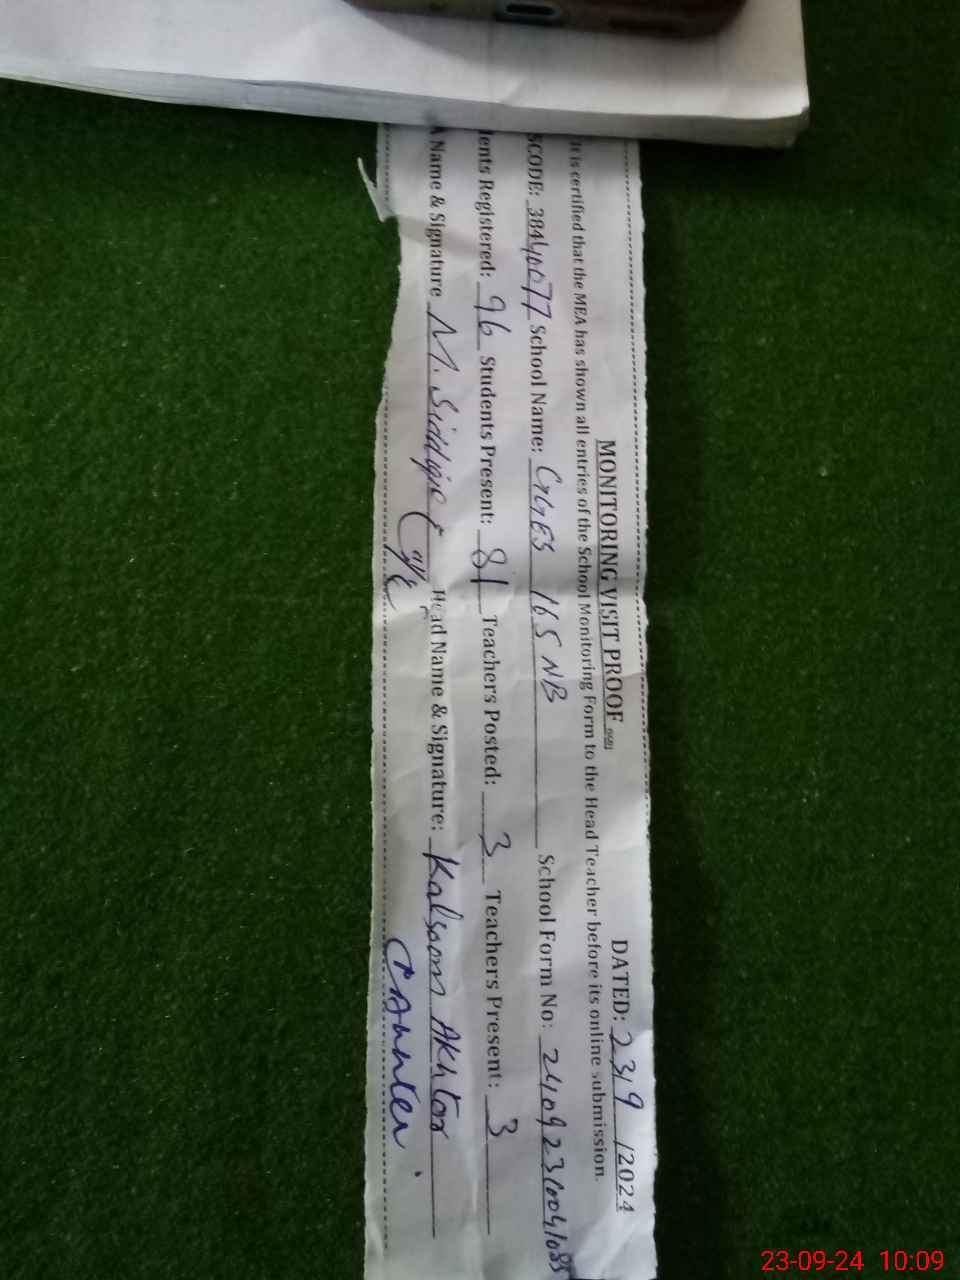 MONITORING VISIT PROOF
DATED: 23/9/2024
It is certified that the MEA has shown all entries of the School Monitoring Form to the Head Teacher before its online submission.
SCODE: 38440077 School Name: GGES 165 NB School Form No:
dents Registered: 96 Students Present: 81 Teachers Posted: 3 Teachers Present: 3
A Name & Signature M. Siddique Head Name & Signature: Kalsoom Akhtar
23-09-24 10:09